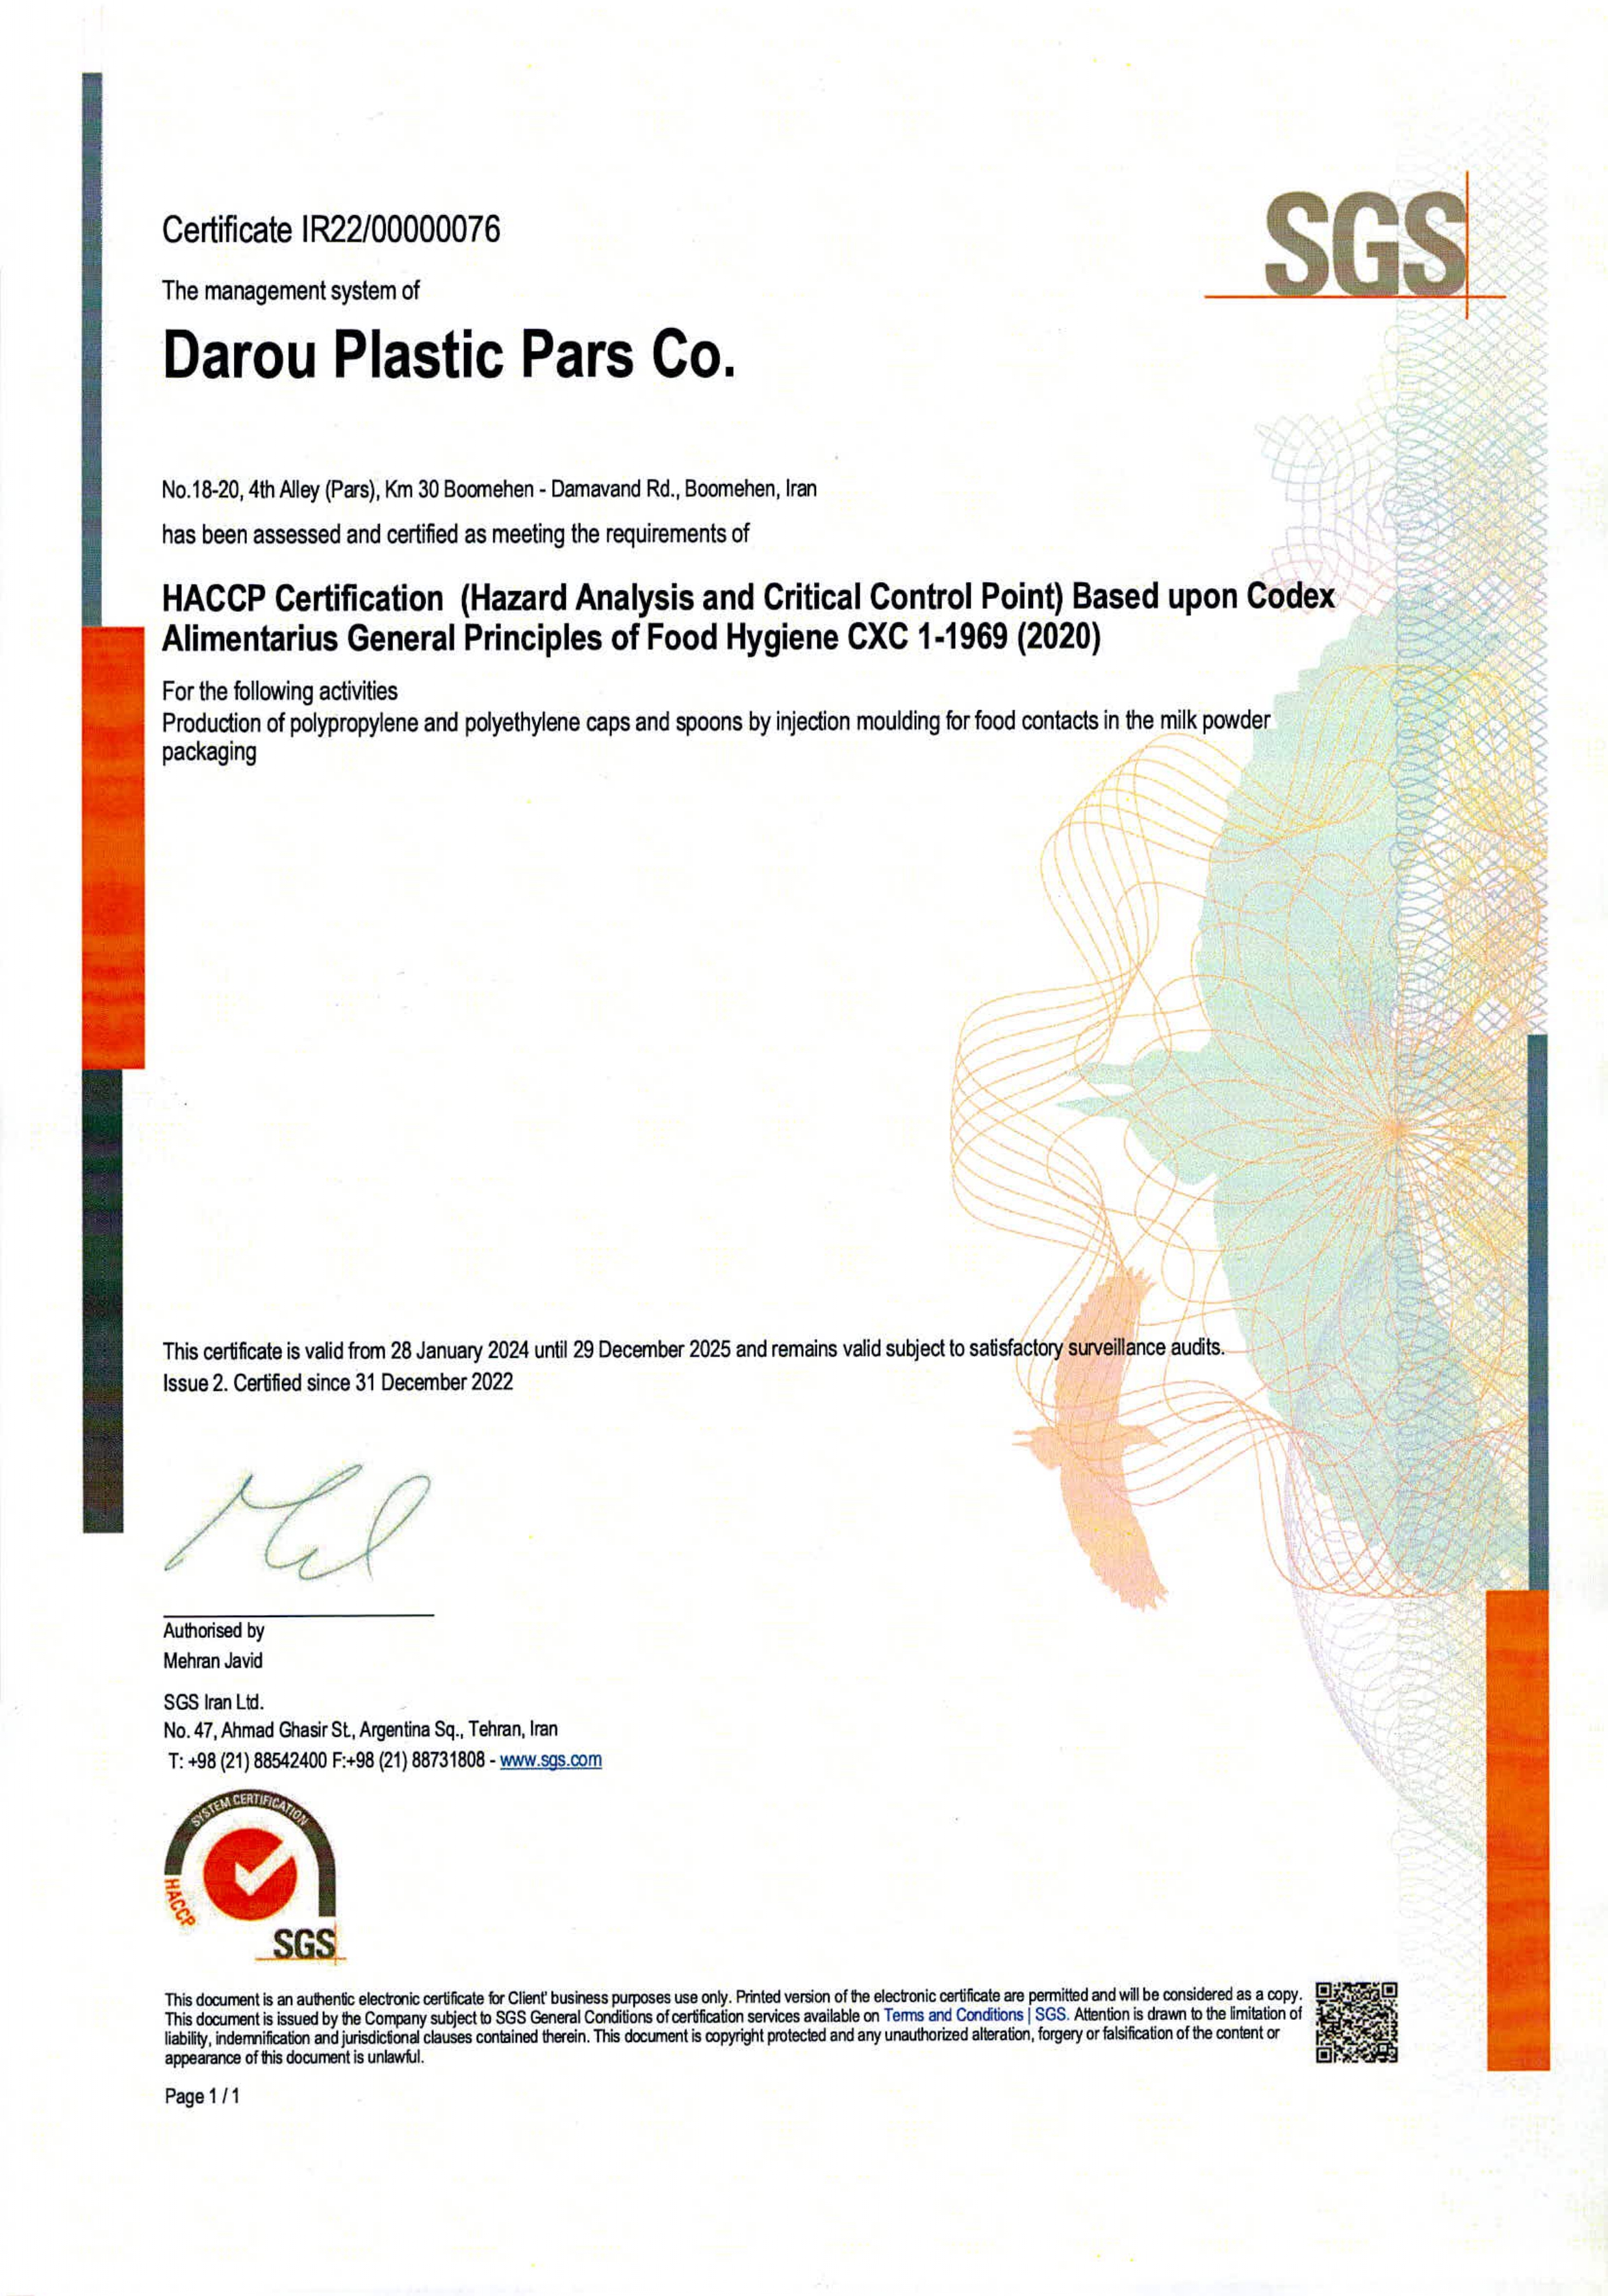 SGS
Certificate IR22/00000076
The management system of
Darou Plastic Pars Co.
No.18-20, 4th Alley (Pars), Km 30 Boomehen - Damavand Rd., Boomehen, Iran
has been assessed and certified as meeting the requirements of
HACCP Certification (Hazard Analysis and Critical Control Point) Based upon Codex
Alimentarius General Principles of Food Hygiene CXC 1-1969 (2020)
For the following activities
Production of polypropylene and polyethylene caps and spoons by injection moulding for food contacts in the milk powder
packaging
This certificate is valid from 28 January 2024 until 29 December 2025 and remains valid subject to satisfactory surveillance audits.
Issue 2. Certified since 31 December 2022
Authorised by
Mehran Javid
SGS Iran Ltd.
No. 47, Ahmad Ghasir St., Argentina Sq., Tehran, Iran
T: +98 (21) 88542400 F:+98 (21) 88731808 - www.sgs.com
SYSTEM CERTIFICATION
HACCP
SGS
This document is an authentic electronic certificate for Client' business purposes use only. Printed version of the electronic certificate are permitted and will be considered as a copy.
This document is issued by the Company subject to SGS General Conditions of certification services available on Terms and Conditions | SGS. Attention is drawn to the limitation of
liability, indemnification and jurisdictional clauses contained therein. This document is copyright protected and any unauthorized alteration, forgery or falsification of the content or
appearance of this document is unlawful.
Page 1 / 1